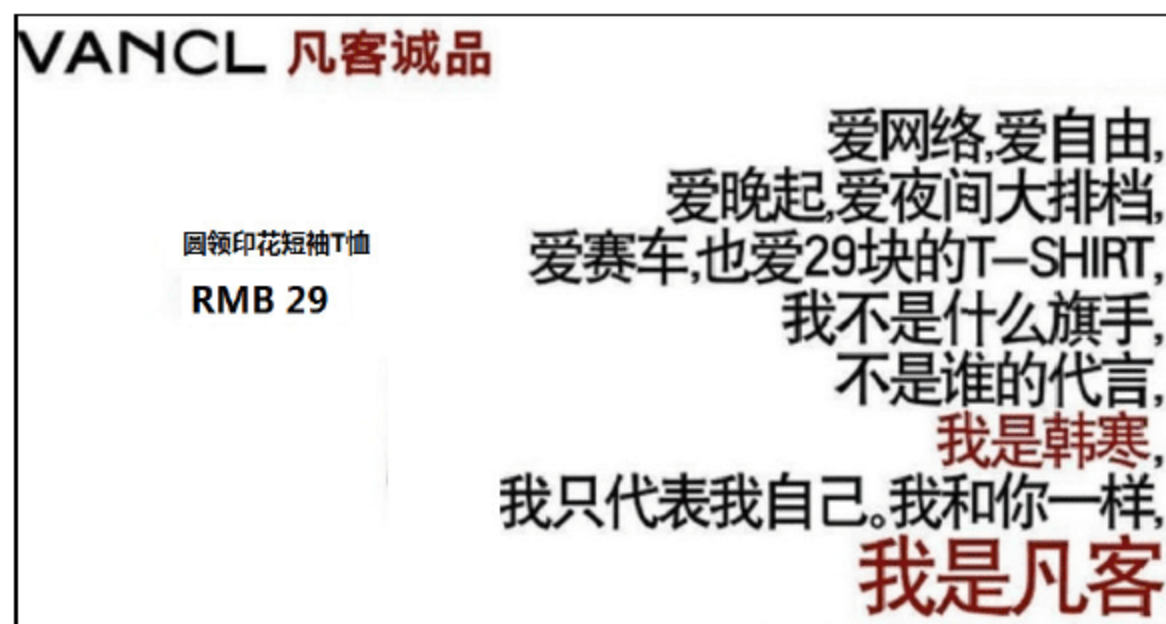 VANCL 凡客诚品
爱网络,爱自由,
爱晚起,爱夜间大排档,
爱赛车,也爱29块的T-SHIRT,
我不是什么旗手,
不是谁的代言,
我是韩寒,
我只代表我自己。我和你一样,
我是凡客
圆领印花短袖T恤
RMB 29